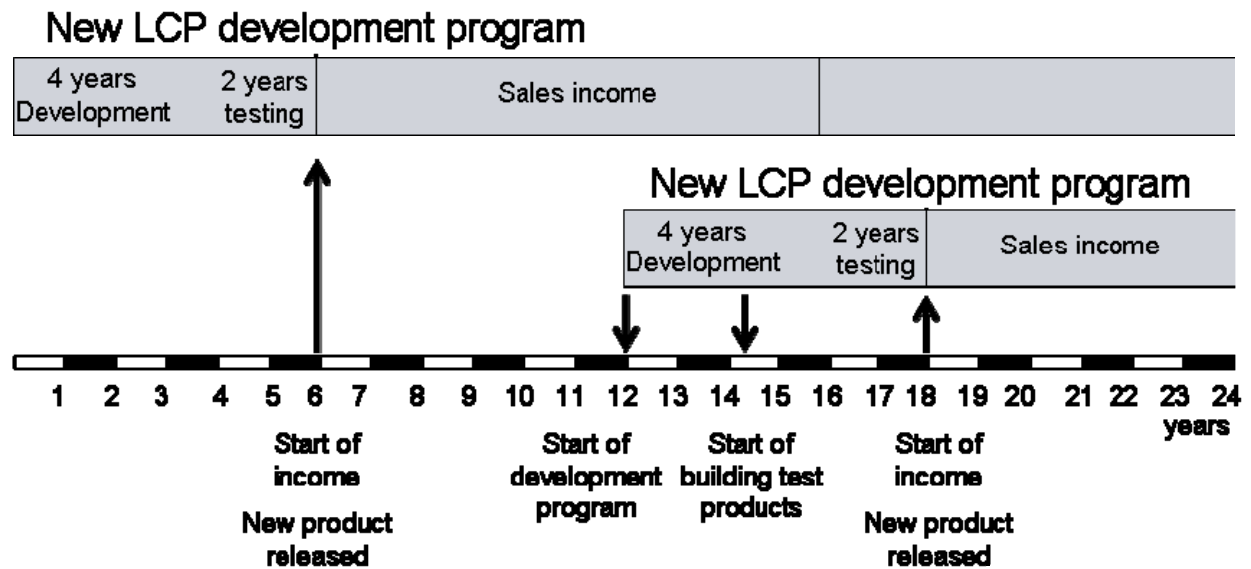 New LCP development program
4 years
Development
2 years
testing
Sales income
New LCP development program
4 years
Development
2 years
testing
Sales income
1 2 3 4 5 6 7 8 9 10 11 12 13 14 15 16 17 18 19 20 21 22 23 24
years
Start of
income
New product
released
Start of
development
program
Start of
building test
products
Start of
income
New product
released